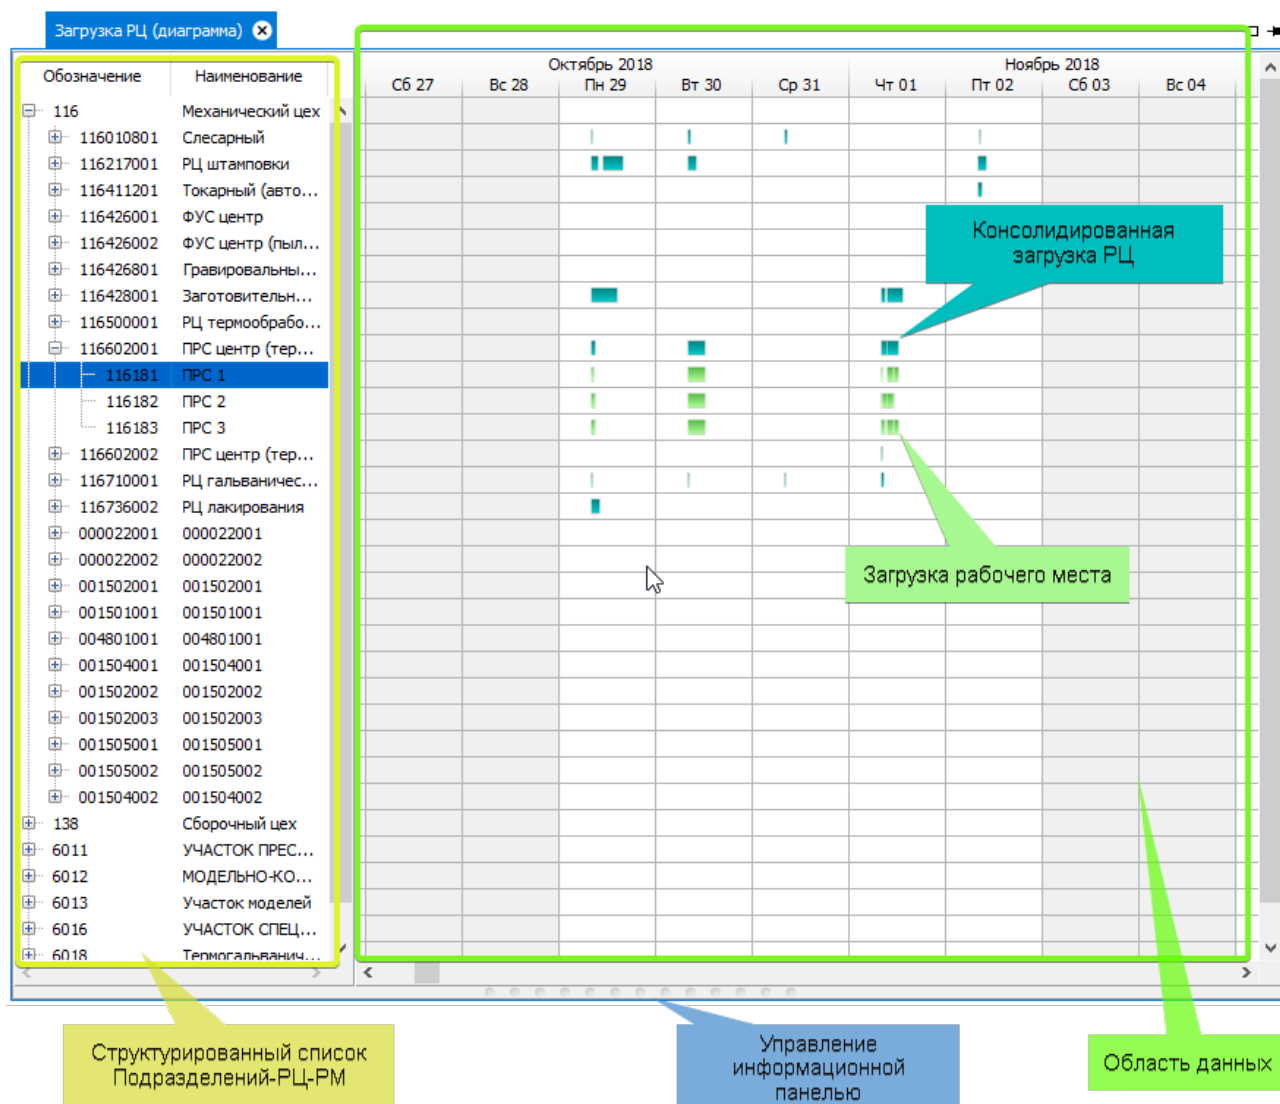 Загрузка РЦ (диаграмма)
Обозначение Наименование
Октябрь 2018 Ноябрь 2018
Сб 27 Вс 28 Пн 29 Вт 30 Ср 31 Чт 01 Пт 02 Сб 03 Вс 04
116 Механический цех
116010801 Слесарный
116217001 РЦ штамповки
116411201 Токарный (авто...
116426001 ФУС центр
116426002 ФУС центр (пыл...
116426801 Гравировальны...
116428001 Заготовительн...
116500001 РЦ термообрабо...
116602001 ПРС центр (тер...
116181 ПРС 1
116182 ПРС 2
116183 ПРС 3
116602002 ПРС центр (тер...
116710001 РЦ гальваничес...
116736002 РЦ лакирования
000022001 000022001
000022002 000022002
001502001 001502001
001501001 001501001
004801001 004801001
001504001 001504001
001502002 001502002
001502003 001502003
001505001 001505001
001505002 001505002
001504002 001504002
138 Сборочный цех
6011 УЧАСТОК ПРЕС...
6012 МОДЕЛЬНО-КО...
6013 Участок моделей
6016 УЧАСТОК СПЕЦ...
6018 Термогальванич...
Консолидированная
загрузка РЦ
Загрузка рабочего места
Структурированный список
Подразделений-РЦ-РМ
Управление
информационной
панелью
Область данных